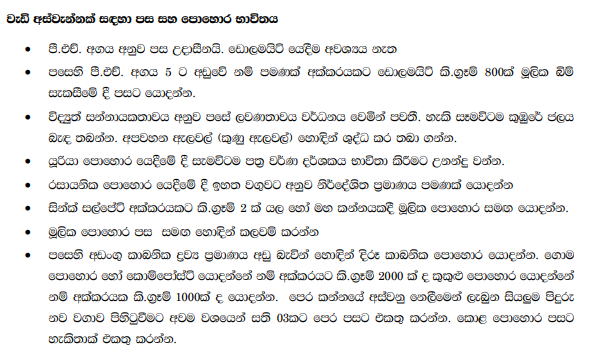 වැඩි අස්වැන්නක් සඳහා පස සහ පොහොර භාවිතය
• පී.එච්. අගය අනුව පස උදාසීනයි. ඩොලමයිට් යෙදීම අවශ්‍යය නැත
• පසෙහි පී.එච්. අගය 5 ට අඩුවේ නම් පමණක් අක්කරයකට ඩොලමයිට් කි.ග්‍රෑම් 800ක් මූලික බිම්
සැකසීමේ දී පසට යොදන්න.
• විද්‍යුත් සන්නායකතාවය අනුව පසේ ලවණතාවය වර්ධනය වෙමින් පවතී. හැකි සෑමවිටම කුඹුරේ ජලය
බැඳ තබන්න. අපවහන ඇලවල් (කුණු ඇලවල්) හොඳින් ශුද්ධ කර තබා ගන්න.
• යූරියා පොහොර යෙදීමේ දී සැමවිටම පත්‍ර වර්ණ දර්ශකය භාවිතා කිරීමට උනන්දු වන්න.
• රසායනික පොහොර යෙදීමේ දී ඉහත වගුවට අනුව නිර්දේශිත ප්‍රමාණය පමණක් යොදන්න
• සින්ක් සල්පේට් අක්කරයකට කි.ග්‍රෑම් 2 ක් යල හෝ මහ කන්නයකදී මූලික පොහොර සමඟ යොදන්න.
• මූලික පොහොර පස සමඟ හොඳින් කලවම් කරන්න
• පසෙහි අඩංගු කාබනික ද්‍රව්‍ය ප්‍රමාණය අඩු බැවින් හොඳින් දිරූ කාබනික පොහොර යොදන්න. ගොම
පොහොර හෝ කොම්පෝස්ට් යොදන්නේ නම් අක්කරයට කි.ග්‍රෑම් 2000 ක් ද කුකුළු පොහොර යොදන්නේ
නම් අක්කරයක කි.ග්‍රෑම් 1000ක් ද යොදන්න. පෙර කන්නයේ අස්වනු නෙලීමෙන් ලැබුන සියලුම පිදුරු
නව වගාව පිහිටුවීමට අවම වශයෙන් සති 03කට පෙර පසට එකතු කරන්න. කොළ පොහොර පසට
හැකිතාක් එකතු කරන්න.